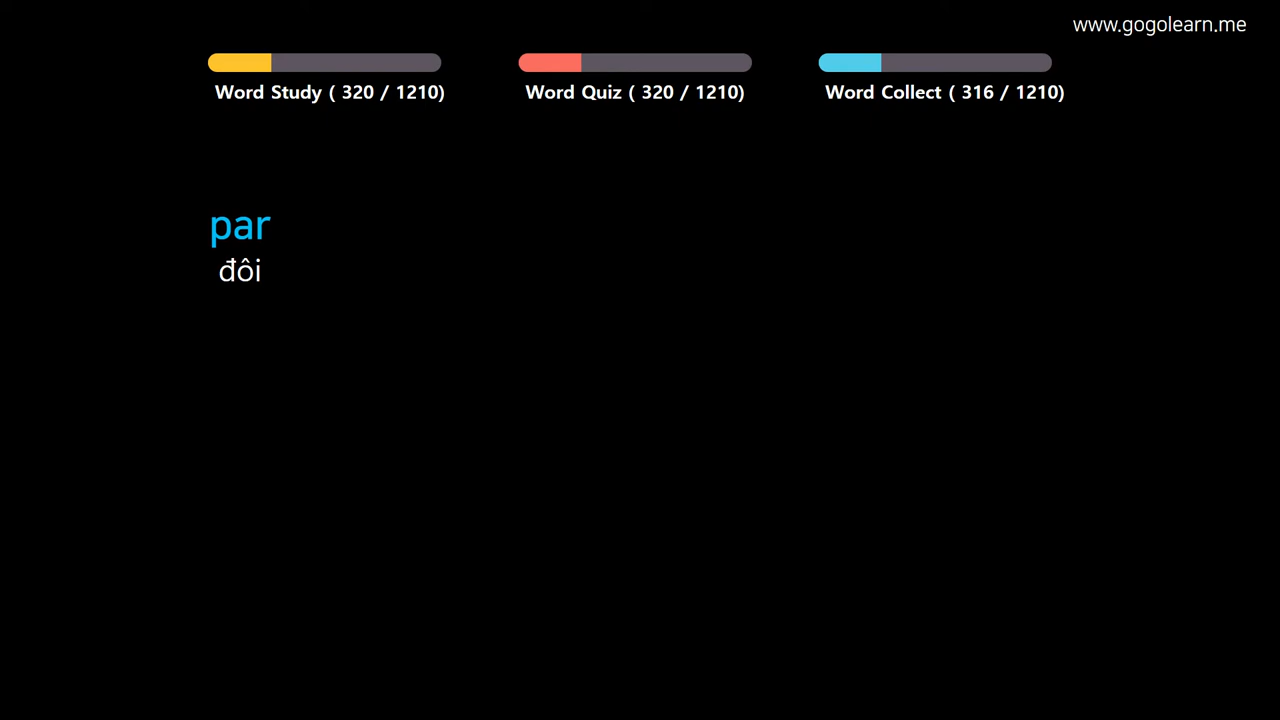 www.gogolearn.me
Word Study ( 320 / 1210)
Word Quiz ( 320 / 1210)
Word Collect ( 316 / 1210)
par
đôi